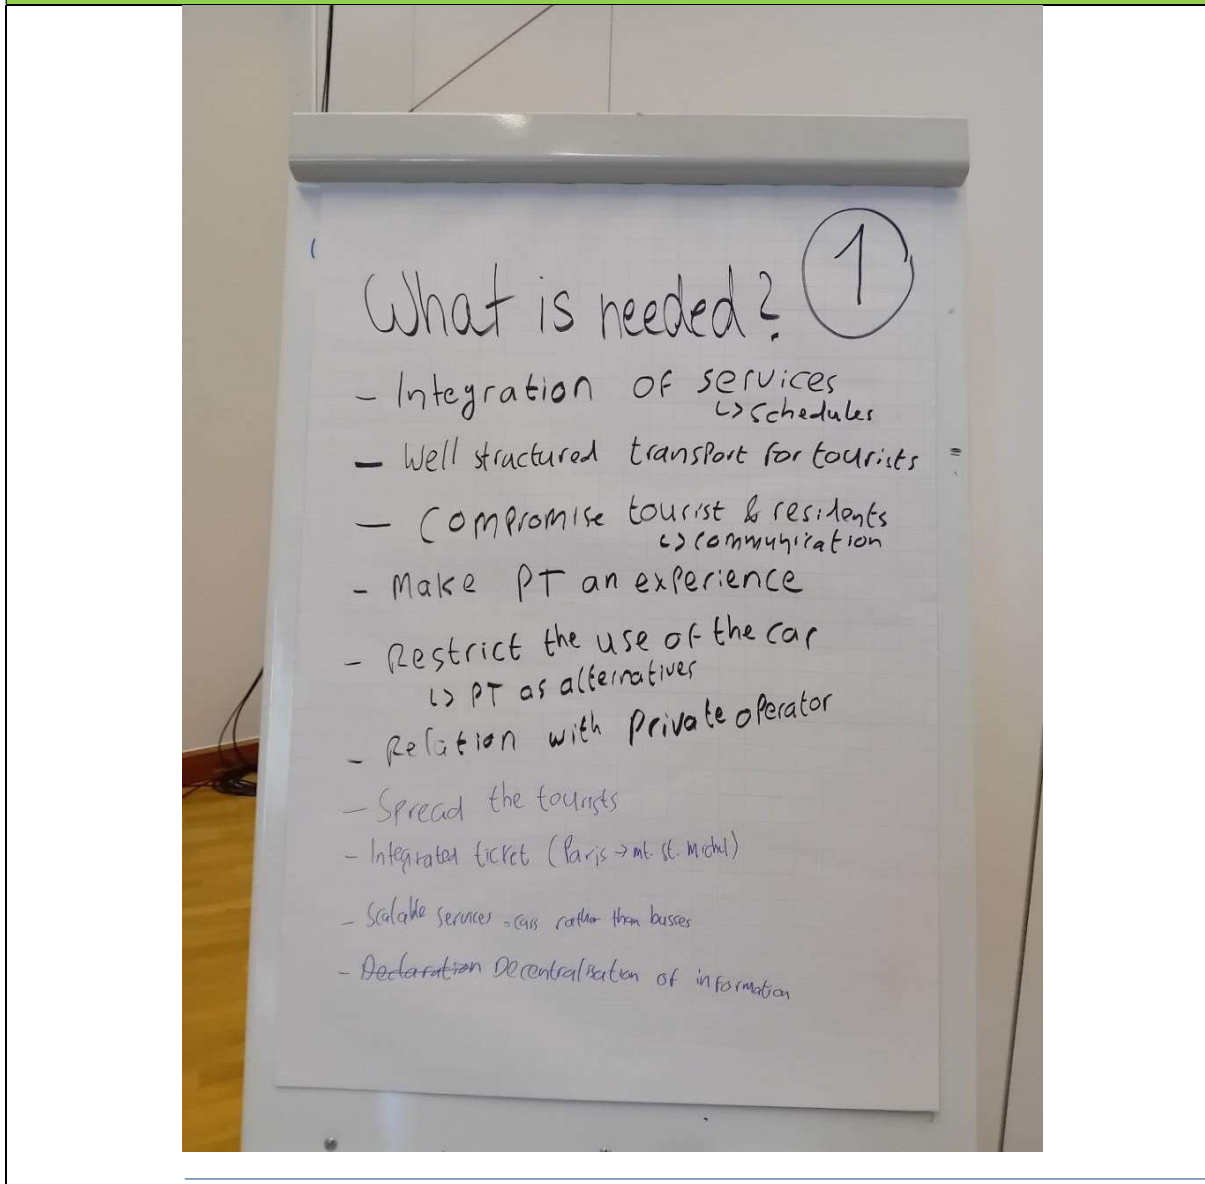 1
What is needed?
- Integration of services
↳ schedules
- Well structured transport for tourists
- Compromise tourist & residents
↳ communication
- Make PT an experience
- Restrict the use of the car
↳ PT as alternatives
- Relation with private operator
- Spread the tourists
- Integrated ticket (Paris → mt. st. michel)
- Scalable services = cars rather than busses
- Declaration Decentralisation of information